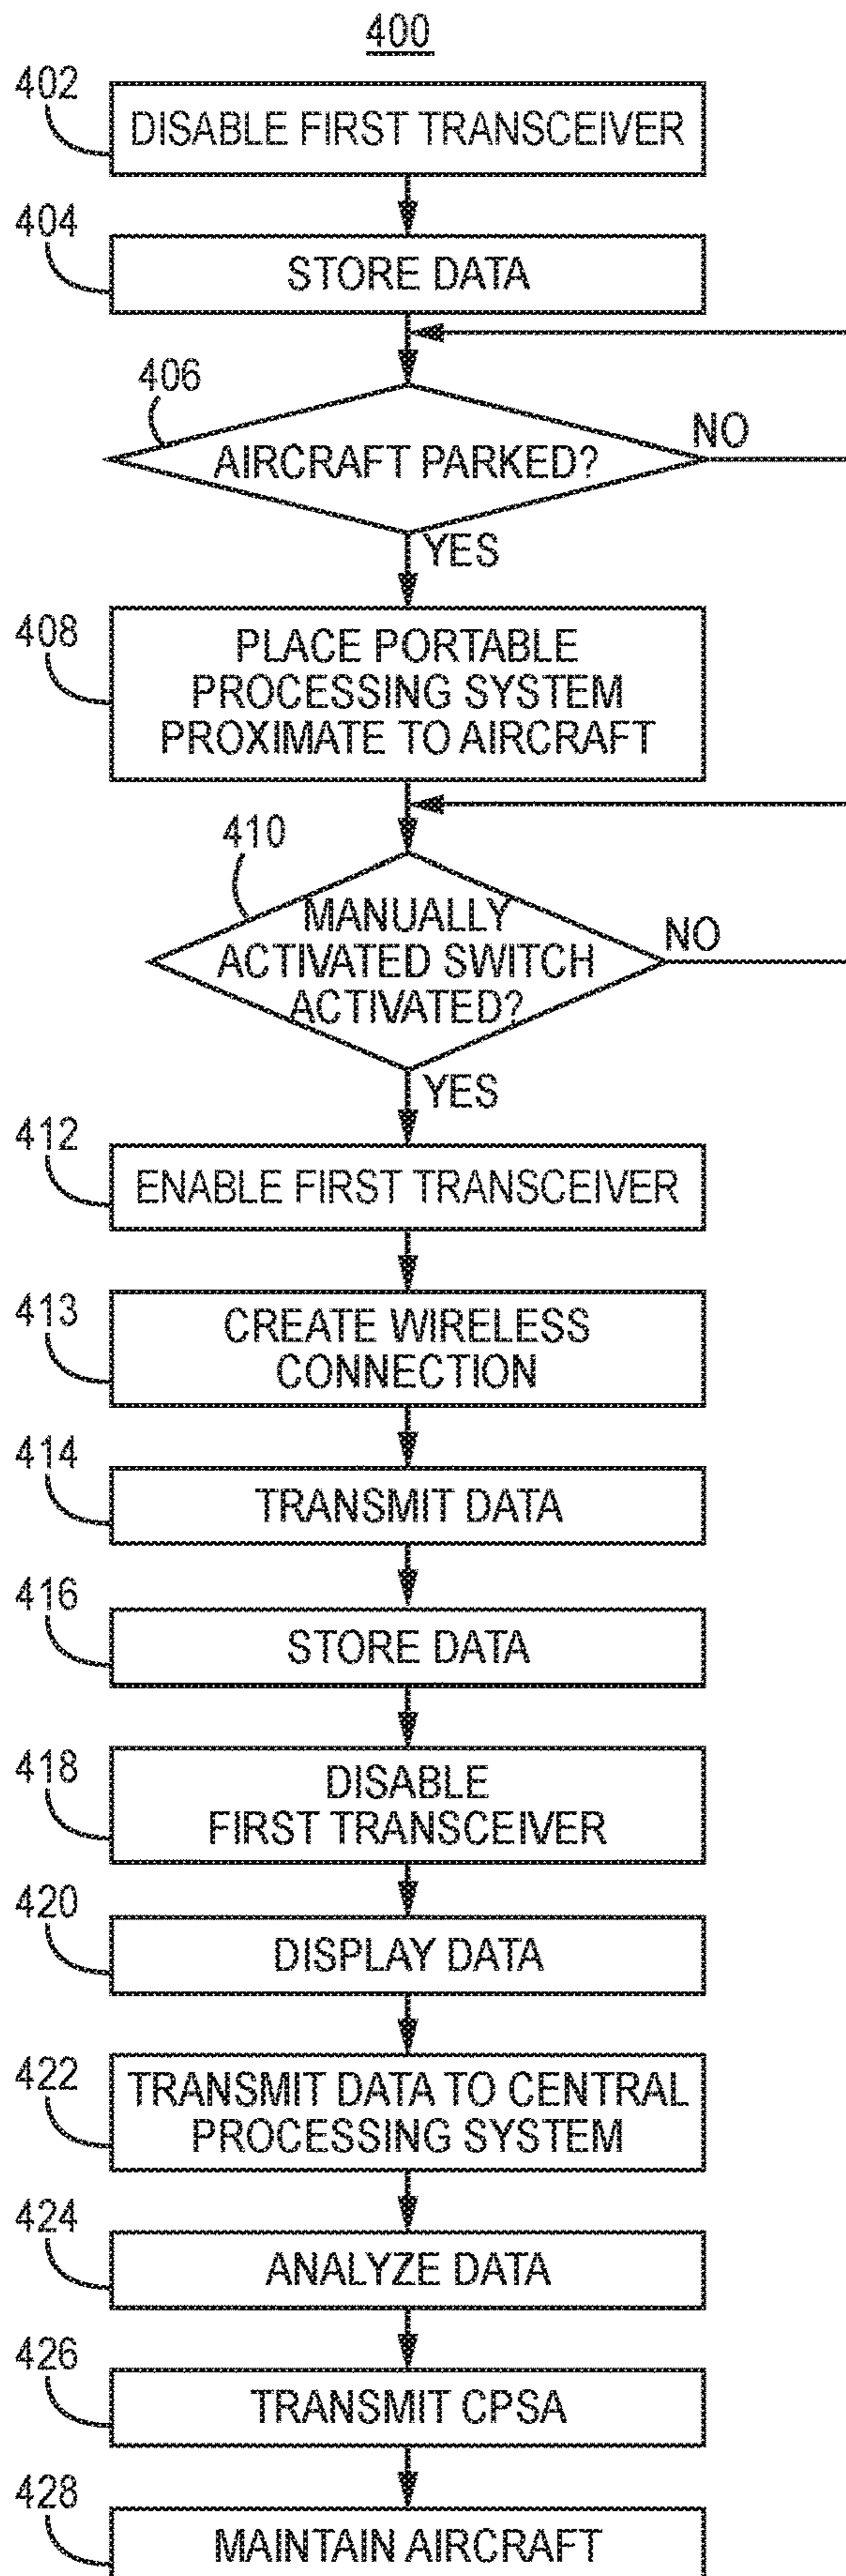 400
402
DISABLE FIRST TRANSCEIVER
404
STORE DATA
406
AIRCRAFT PARKED?
NO
YES
408
PLACE PORTABLE
PROCESSING SYSTEM
PROXIMATE TO AIRCRAFT
410
MANUALLY
ACTIVATED SWITCH
ACTIVATED?
NO
YES
412
ENABLE FIRST TRANSCEIVER
413
CREATE WIRELESS
CONNECTION
414
TRANSMIT DATA
416
STORE DATA
418
DISABLE
FIRST TRANSCEIVER
420
DISPLAY DATA
422
TRANSMIT DATA TO CENTRAL
PROCESSING SYSTEM
424
ANALYZE DATA
426
TRANSMIT CPSA
428
MAINTAIN AIRCRAFT